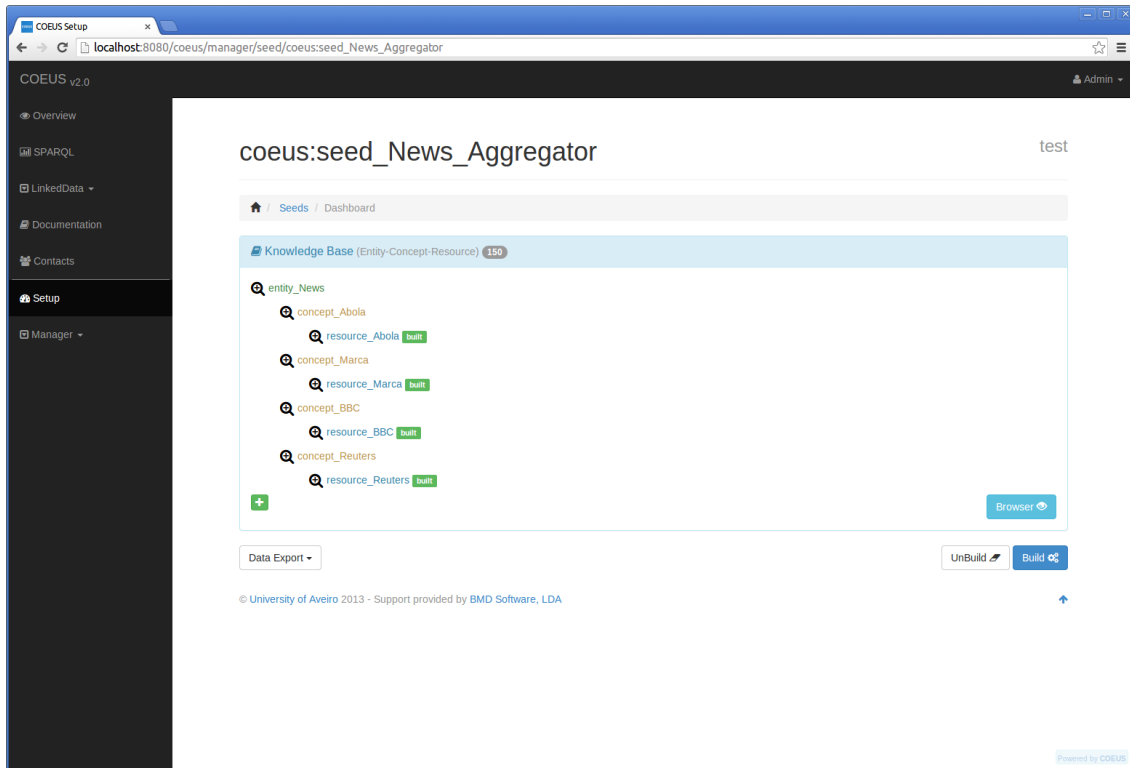 COEUS Setup
localhost:8080/coeus/manager/seed/coeus:seed_News_Aggregator
COEUS v2.0
Admin
Overview
SPARQL
LinkedData
Documentation
Contacts
Setup
Manager
coeus:seed_News_Aggregator
test
/ Seeds / Dashboard
Knowledge Base (Entity-Concept-Resource) 150
entity_News
concept_Abola
resource_Abola built
concept_Marca
resource_Marca built
concept_BBC
resource_BBC built
concept_Reuters
resource_Reuters built
Browser
Data Export
UnBuild
Build
© University of Aveiro 2013 - Support provided by BMD Software, LDA
Powered by COEUS